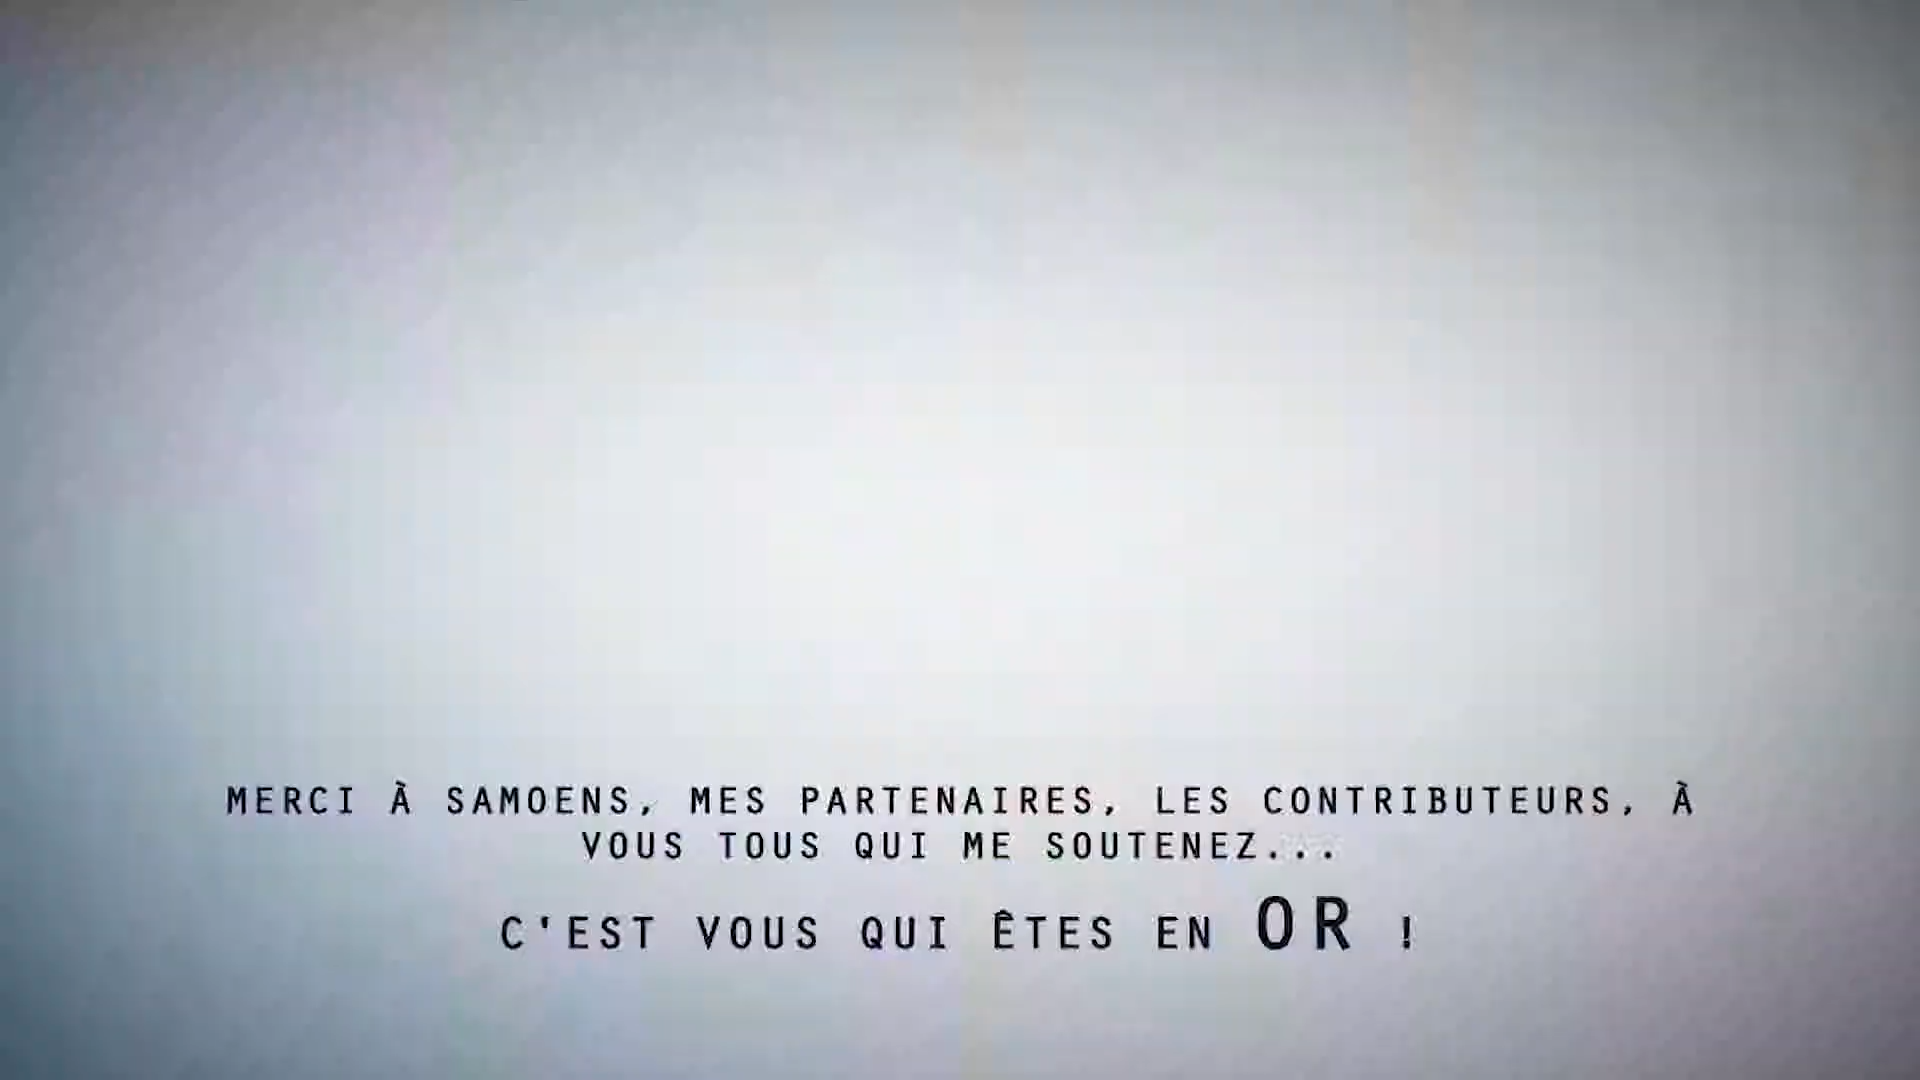 MERCI À SAMOENS, MES PARTENAIRES, LES CONTRIBUTEURS, À
VOUS TOUS QUI ME SOUTENEZ...
C'EST VOUS QUI ÊTES EN OR !